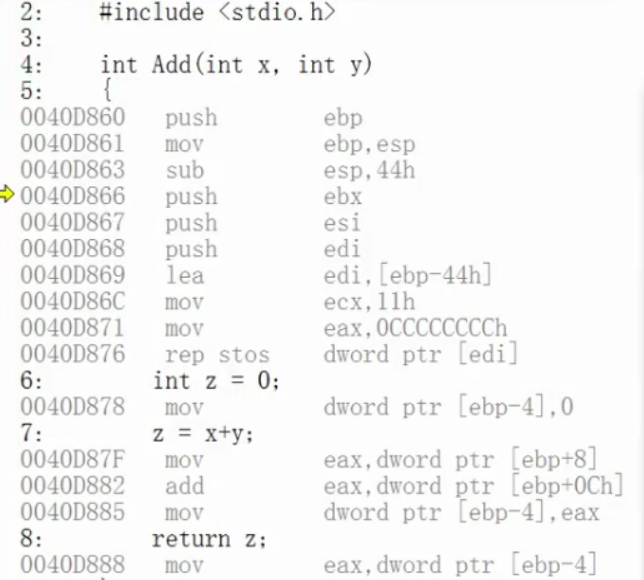 2: #include <stdio.h>
3:
4: int Add(int x, int y)
5: {
0040D860 push ebp
0040D861 mov ebp,esp
0040D863 sub esp,44h
0040D866 push ebx
0040D867 push esi
0040D868 push edi
0040D869 lea edi,[ebp-44h]
0040D86C mov ecx,11h
0040D871 mov eax,0CCCCCCCCh
0040D876 rep stos dword ptr [edi]
6: int z = 0;
0040D878 mov dword ptr [ebp-4],0
7: z = x+y;
0040D87F mov eax,dword ptr [ebp+8]
0040D882 add eax,dword ptr [ebp+0Ch]
0040D885 mov dword ptr [ebp-4],eax
8: return z;
0040D888 mov eax,dword ptr [ebp-4]